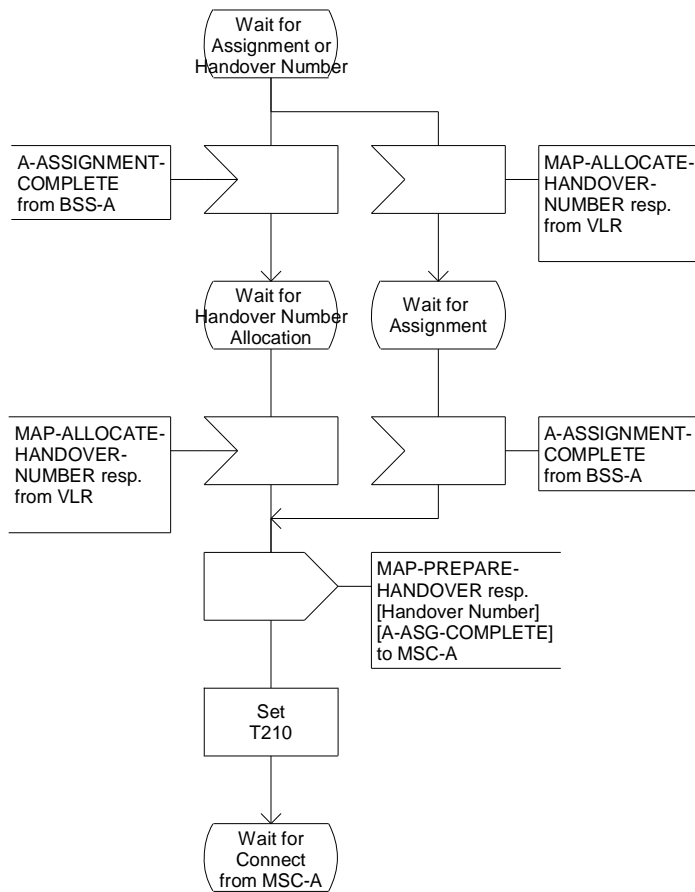 Wait for
Assignment or
Handover Number
A-ASSIGNMENT-
COMPLETE
from BSS-A
MAP-ALLOCATE-
HANDOVER-
NUMBER resp.
from VLR
Wait for
Handover Number
Allocation
Wait for
Assignment
MAP-ALLOCATE-
HANDOVER-
NUMBER resp.
from VLR
A-ASSIGNMENT-
COMPLETE
from BSS-A
MAP-PREPARE-
HANDOVER resp.
[Handover Number]
[A-ASG-COMPLETE]
to MSC-A
Set
T210
Wait for
Connect
from MSC-A